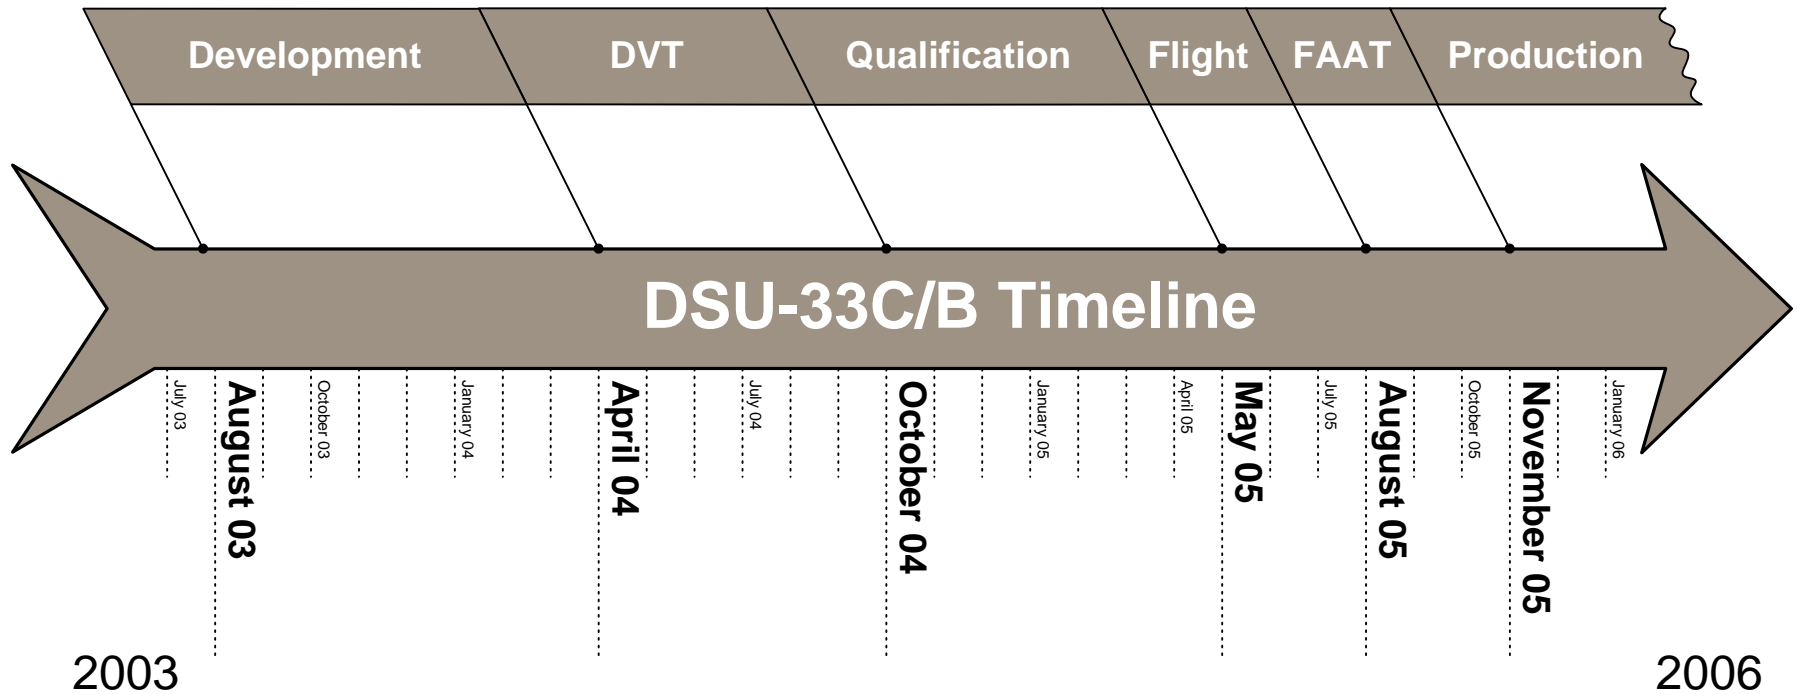 Development
DVT
Qualification
Flight
FAAT
Production
DSU-33C/B Timeline
July 03
August 03
October 03
January 04
April 04
July 04
October 04
January 05
April 05
May 05
July 05
August 05
October 05
November 05
January 06
2003
2006